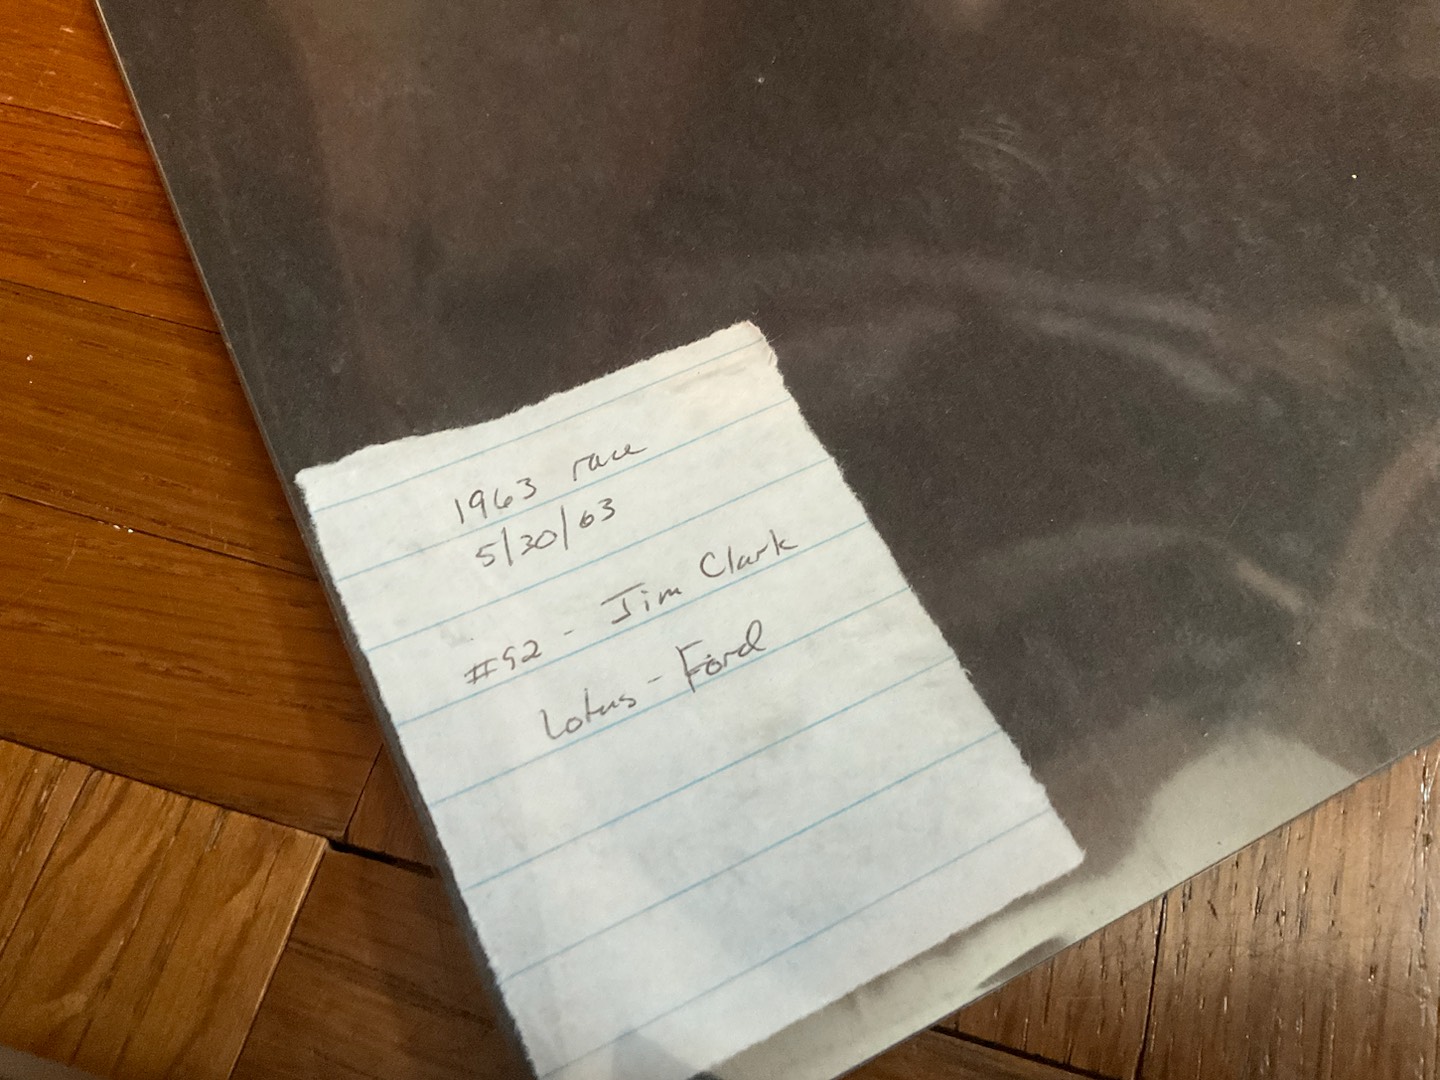 1963 race
5/30/63
#92 - Jim Clark
Lotus - Ford